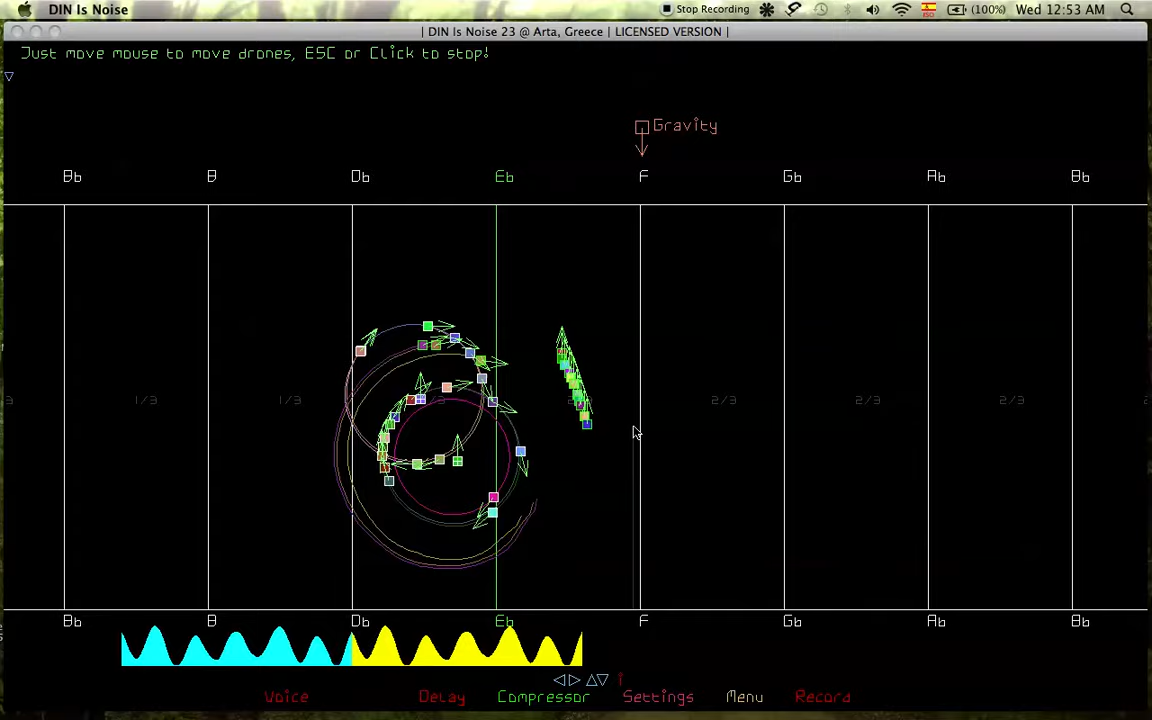 DIN Is Noise Stop Recording ISO (100%) Wed 12:53 AM
| DIN Is Noise 23 @ Arta, Greece | LICENSED VERSION |
Just move mouse to move drones, ESC or Click to stop!
Gravity
Bb B Db Eb F Gb Ab Bb
1/3 1/3 2/3 2/3 2/3
Bb B Db Eb F Gb Ab Bb
Voice Delay Compressor Settings Menu Record